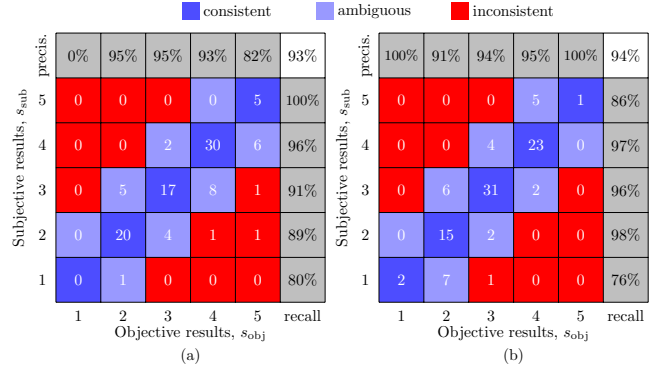 consistent ambiguous inconsistent
precis. 0% 95% 95% 93% 82% 93%
5 0 0 0 0 5 100%
4 0 0 2 30 6 96%
3 0 5 17 8 1 91%
2 0 20 4 1 1 89%
1 0 1 0 0 0 80%
1 2 3 4 5 recall
Subjective results, s_sub
Objective results, s_obj
(a)
precis. 100% 91% 94% 95% 100% 94%
5 0 0 0 5 1 86%
4 0 0 4 23 0 97%
3 0 6 31 2 0 96%
2 0 15 2 0 0 98%
1 2 7 1 0 0 76%
1 2 3 4 5 recall
Subjective results, s_sub
Objective results, s_obj
(b)